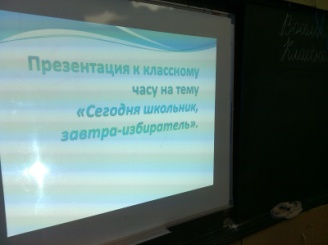 Презентация к классному
часу на тему
«Сегодня школьник,
завтра-избиратель».